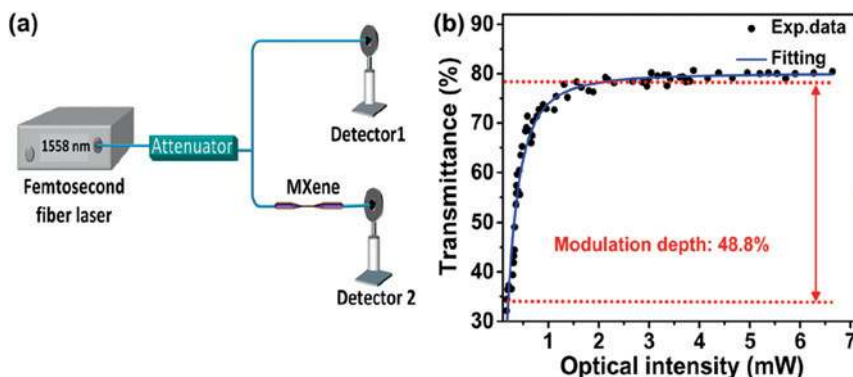 (a)
1558 nm
Femtosecond
fiber laser
Attenuator
MXene
Detector1
Detector 2
(b)
Transmittance (%)
90
80
70
60
50
40
30
Exp.data
Fitting
Modulation depth: 48.8%
1 2 3 4 5 6 7
Optical intensity (mW)